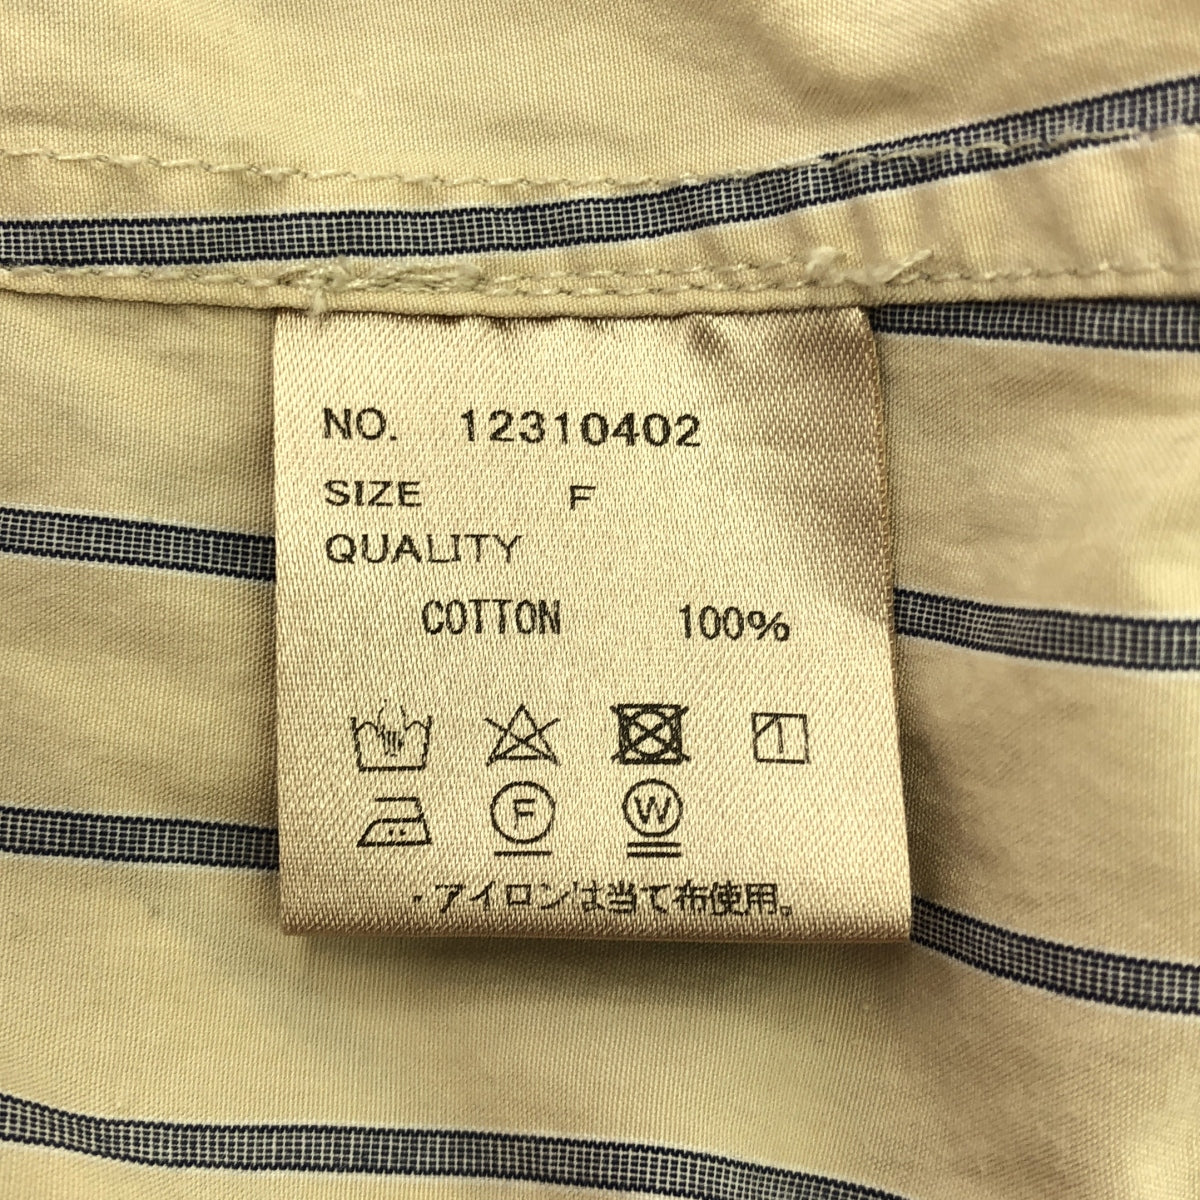 NO. 12310402
SIZE F
QUALITY
COTTON 100%
F W
・アイロンは当て布使用。